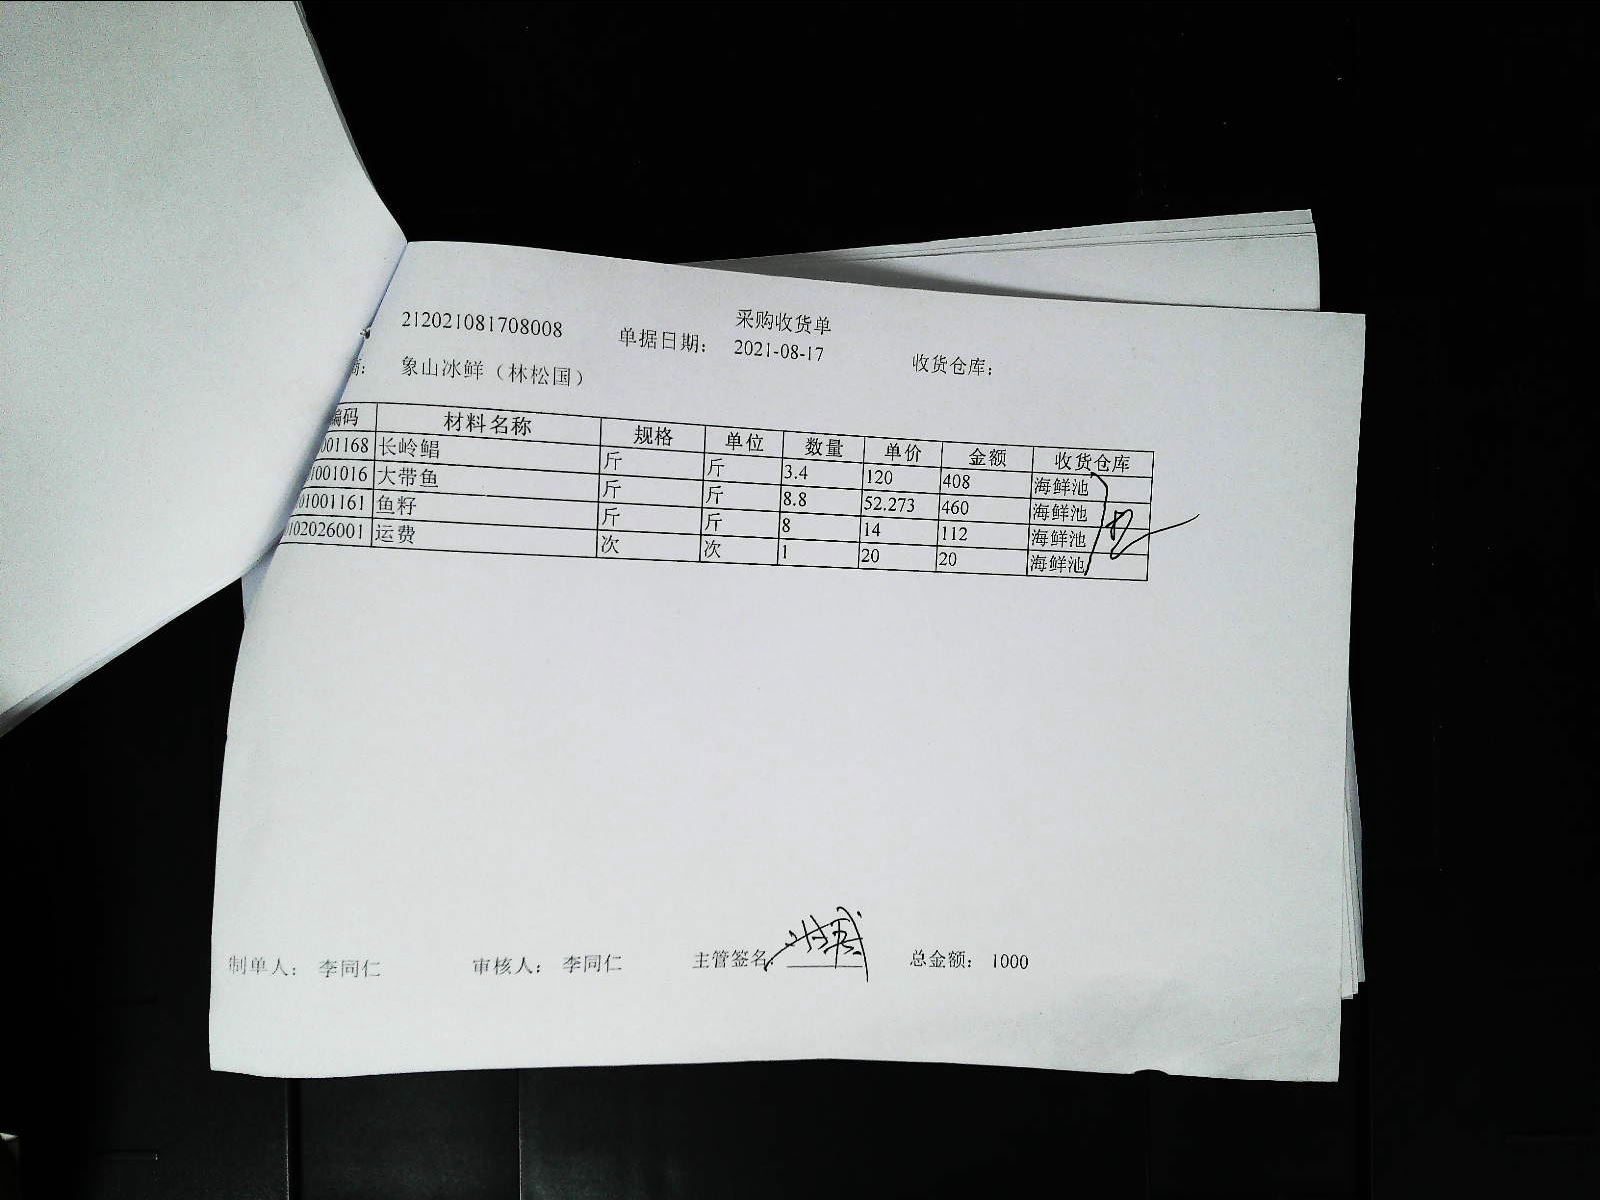 采购收货单
212021081708008 单据日期： 2021-08-17 收货仓库：
商： 象山冰鲜（林松国）
编码 材料名称 规格 单位 数量 单价 金额 收货仓库
001168 长岭鲳 斤 斤 3.4 120 408 海鲜池
1001016 大带鱼 斤 斤 8.8 52.273 460 海鲜池
01001161 鱼籽 斤 斤 8 14 112 海鲜池
0102026001 运费 次 次 1 20 20 海鲜池
制单人： 李同仁 审核人： 李同仁 主管签名: 总金额： 1000